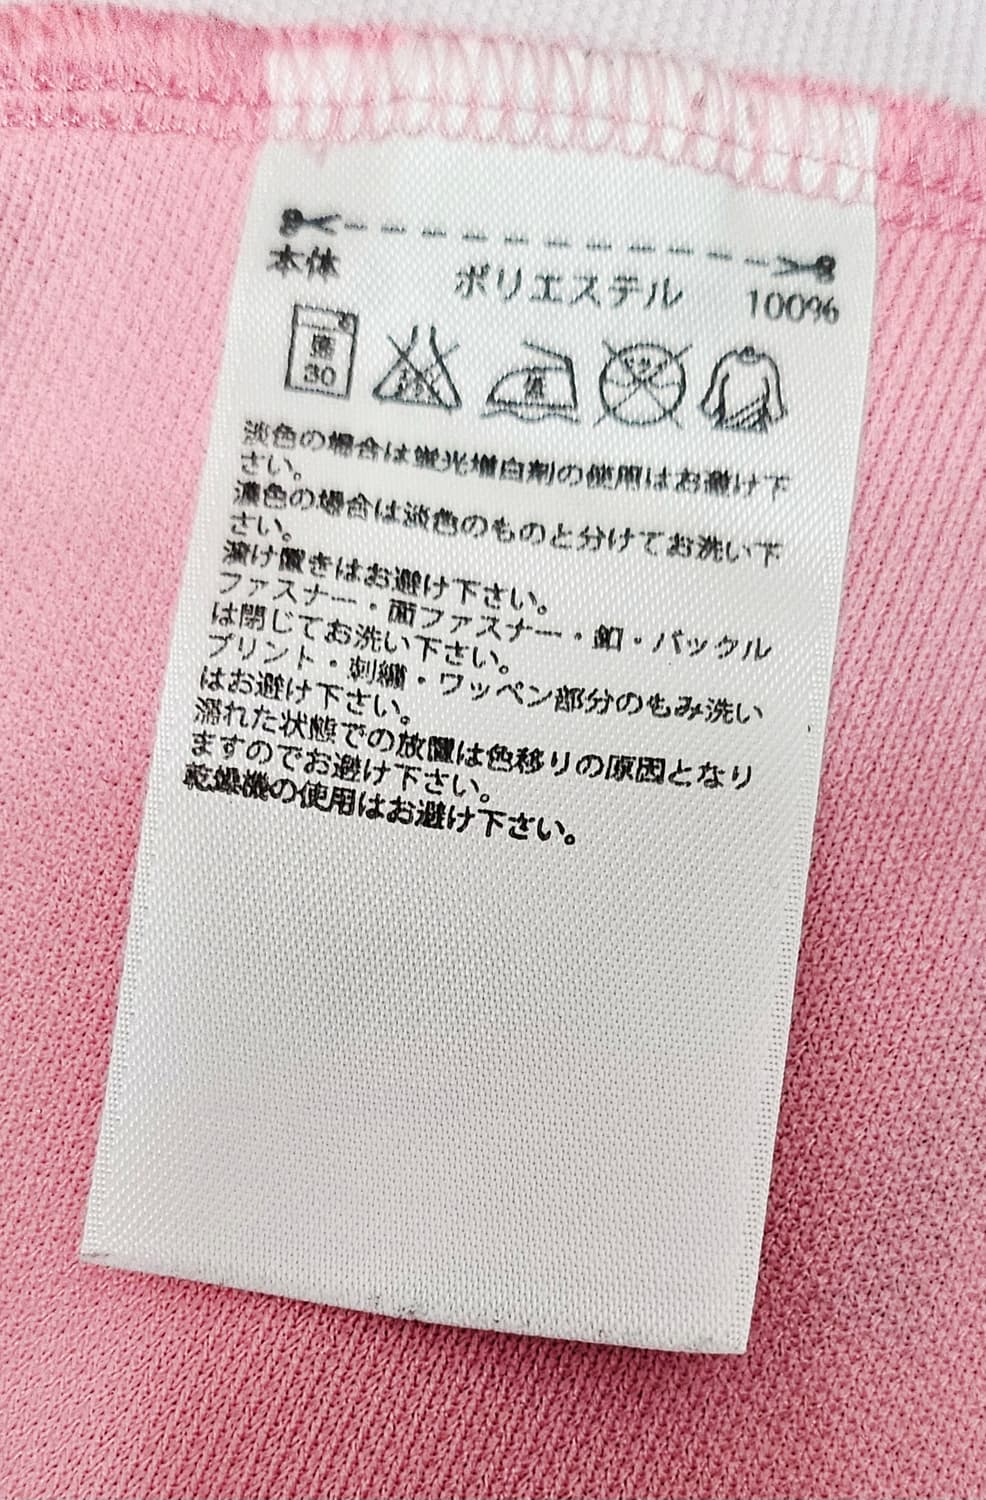 本体 ポリエステル 100%
30
淡色の場合は蛍光増白剤の使用はお避け下
さい。
濃色の場合は淡色のものと分けてお洗い下
さい。
漬け置きはお避け下さい。
ファスナー・面ファスナー・釦・バックル
は閉じてお洗い下さい。
プリント・刺繍・ワッペン部分のもみ洗い
はお避け下さい。
濡れた状態での放置は色移りの原因となり
ますのでお避け下さい。
乾燥機の使用はお避け下さい。